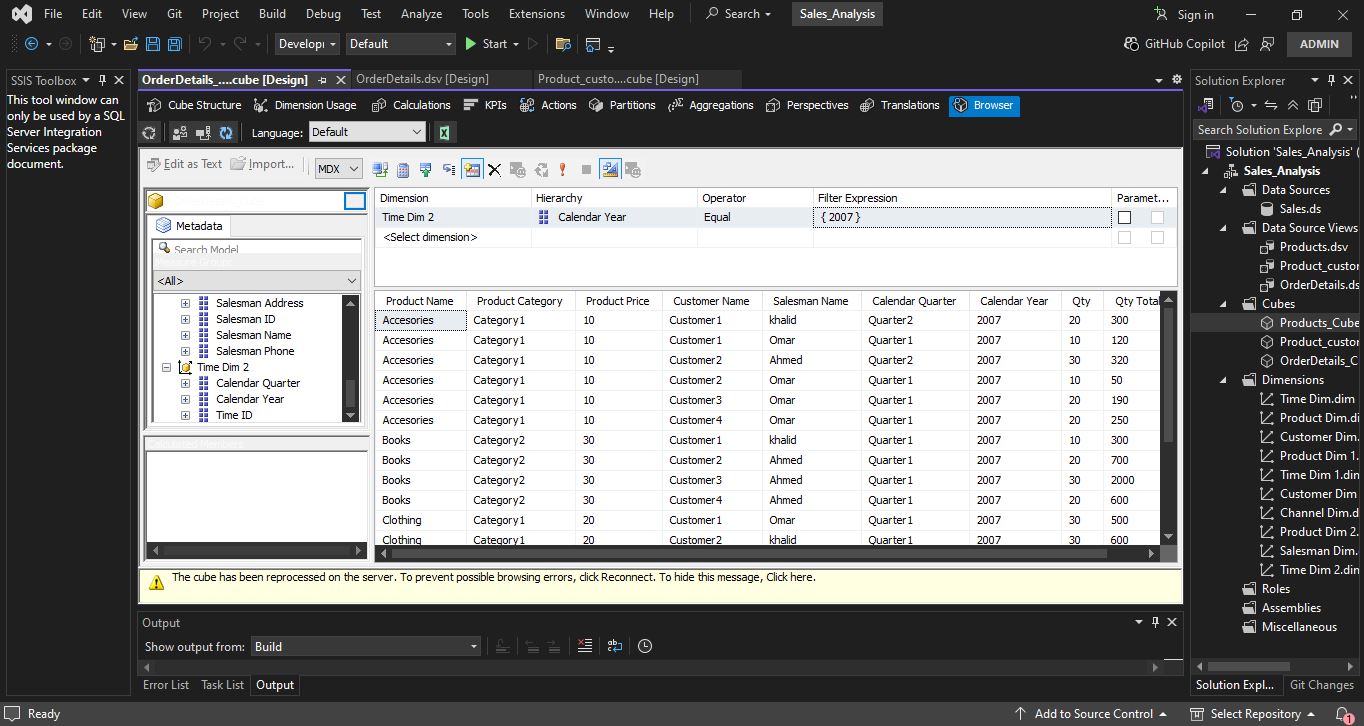 File Edit View Git Project Build Debug Test Analyze Tools Extensions Window Help Search Sales_Analysis Sign in
Developi Default Start GitHub Copilot ADMIN
SSIS Toolbox
This tool window can
only be used by a SQL
Server Integration
Services package
document.
OrderDetails_....cube [Design] OrderDetails.dsv [Design] Product_custo....cube [Design]
Cube Structure Dimension Usage Calculations KPIs Actions Partitions Aggregations Perspectives Translations Browser
Language: Default
Edit as Text Import... MDX
Metadata
Search Model
Measure Group:
<All>
Salesman Address
Salesman ID
Salesman Name
Salesman Phone
Time Dim 2
Calendar Quarter
Calendar Year
Time ID
Calculated Members
Dimension Hierarchy Operator Filter Expression Paramet...
Time Dim 2 Calendar Year Equal { 2007 }
<Select dimension>
Product Name Product Category Product Price Customer Name Salesman Name Calendar Quarter Calendar Year Qty Qty Total
Accesories Category1 10 Customer1 khalid Quarter2 2007 20 300
Accesories Category1 10 Customer1 Omar Quarter1 2007 10 120
Accesories Category1 10 Customer2 Ahmed Quarter2 2007 30 320
Accesories Category1 10 Customer2 Omar Quarter1 2007 10 50
Accesories Category1 10 Customer3 Omar Quarter1 2007 20 190
Accesories Category1 10 Customer4 Omar Quarter1 2007 20 250
Books Category2 30 Customer1 khalid Quarter1 2007 10 300
Books Category2 30 Customer2 Ahmed Quarter1 2007 20 700
Books Category2 30 Customer3 Ahmed Quarter1 2007 30 2000
Books Category2 30 Customer4 Ahmed Quarter1 2007 20 600
Clothing Category1 20 Customer1 Omar Quarter1 2007 30 500
Clothing Category1 20 Customer2 khalid Quarter1 2007 30 600
The cube has been reprocessed on the server. To prevent possible browsing errors, click Reconnect. To hide this message, Click here.
Output
Show output from: Build
Error List Task List Output
Solution Explorer
Search Solution Explore
Solution 'Sales_Analysis' (
Sales_Analysis
Data Sources
Sales.ds
Data Source Views
Products.dsv
Product_custor
OrderDetails.ds
Cubes
Products_Cube
Product_custor
OrderDetails_C
Dimensions
Time Dim.dim
Product Dim.di
Customer Dim.
Product Dim 1.
Time Dim 1.dim
Customer Dim
Channel Dim.d
Product Dim 2.
Salesman Dim.
Time Dim 2.dim
Roles
Assemblies
Miscellaneous
Solution Expl... Git Changes
Ready Add to Source Control Select Repository 1